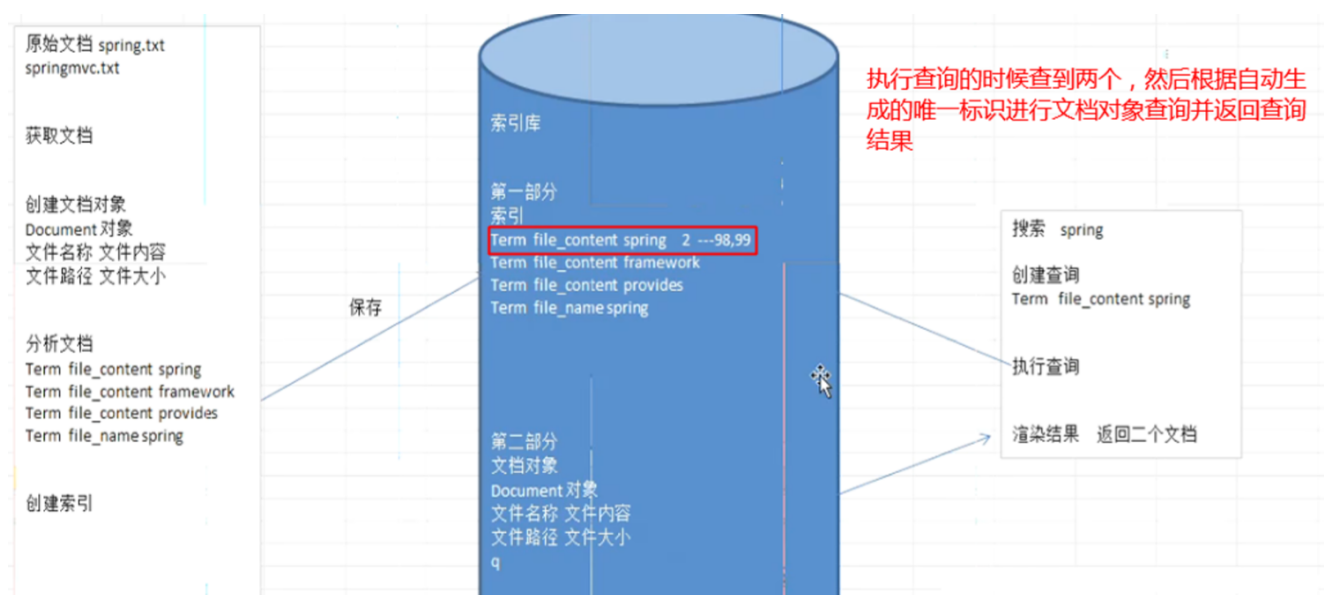 原始文档 spring.txt
springmvc.txt
获取文档
创建文档对象
Document 对象
文件名称 文件内容
文件路径 文件大小
分析文档
Term file_content spring
Term file_content framework
Term file_content provides
Term file_name spring
创建索引
保存
索引库
第一部分
索引
Term file_content spring 2 ---98,99
Term file_content framework
Term file_content provides
Term file_name spring
第二部分
文档对象
Document 对象
文件名称 文件内容
文件路径 文件大小
q
执行查询的时候查到两个，然后根据自动生
成的唯一标识进行文档对象查询并返回查询
结果
搜索 spring
创建查询
Term file_content spring
执行查询
渲染结果 返回二个文档